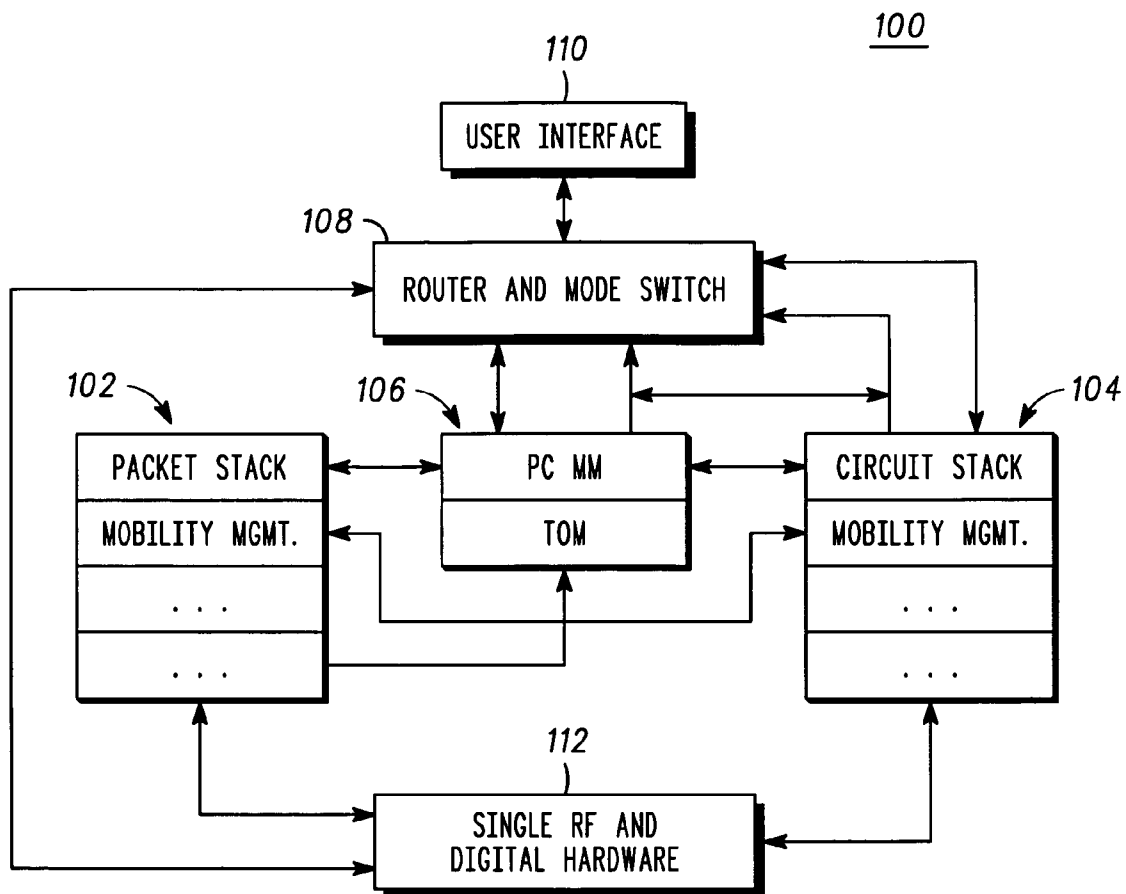 100
110
USER INTERFACE
108
ROUTER AND MODE SWITCH
102
106
104
PACKET STACK
MOBILITY MGMT.
. . .
. . .
PC MM
TOM
CIRCUIT STACK
MOBILITY MGMT.
. . .
. . .
112
SINGLE RF AND
DIGITAL HARDWARE